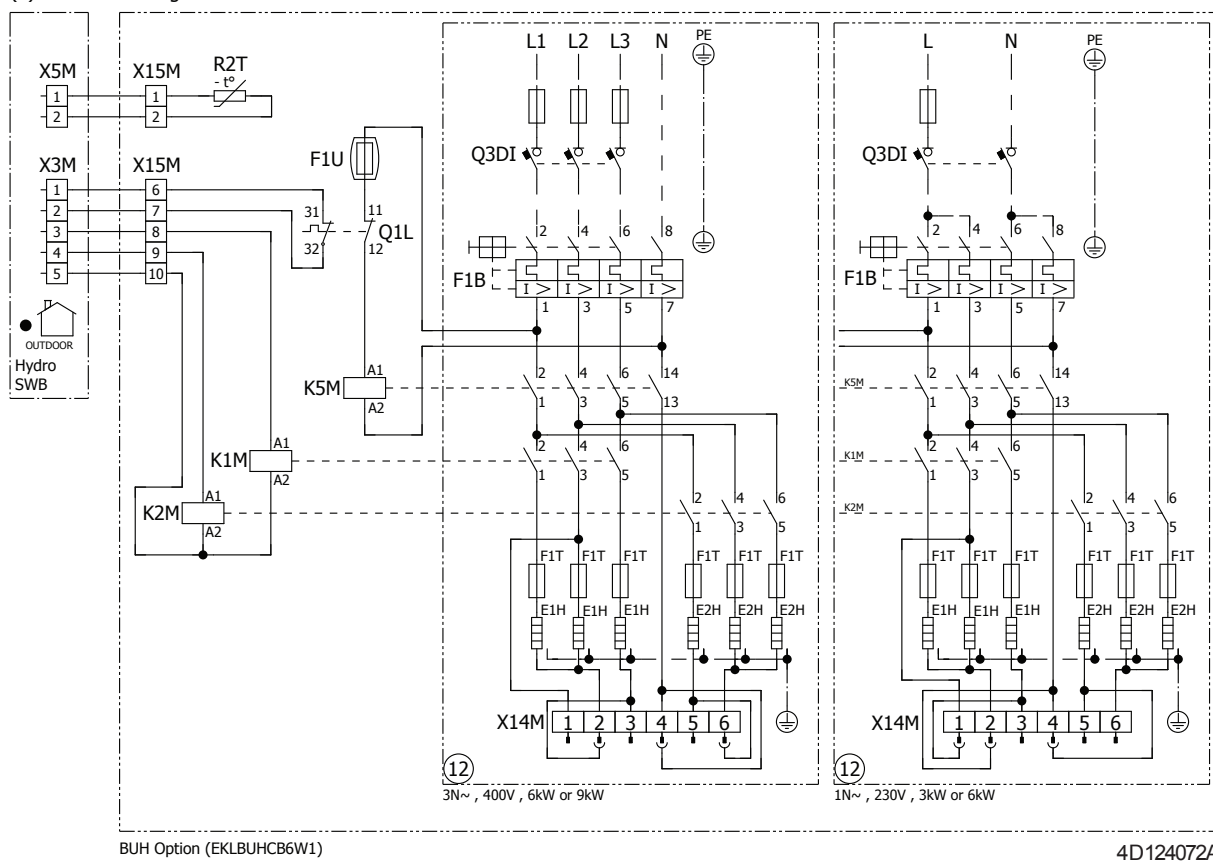 L1 L2 L3 N PE
L N PE
X5M X15M R2T
- t°
1 1
2 2
F1U
Q3DI
Q3DI
X3M X15M
1 6
2 7
3 8
4 9
5 10
31 11
32 12
Q1L
2 4 6 8
2 4 6 8
F1B
F1B
I > I > I > I >
I > I > I > I >
1 3 5 7
1 3 5 7
OUTDOOR
Hydro
SWB
K5M
A1
A2
2 4 6 14
1 3 5 13
K5M
2 4 6 14
1 3 5 13
K1M
A1
A2
2 4 6
1 3 5
K1M
2 4 6
1 3 5
K2M
A1
A2
2 4 6
1 3 5
K2M
2 4 6
1 3 5
F1T F1T F1T F1T F1T F1T
F1T F1T F1T F1T F1T F1T
E1H E1H E1H E2H E2H E2H
E1H E1H E1H E2H E2H E2H
X14M 1 2 3 4 5 6
X14M 1 2 3 4 5 6
12
12
3N~ , 400V , 6kW or 9kW
1N~ , 230V , 3kW or 6kW
BUH Option (EKLBUHCB6W1)
4D124072A